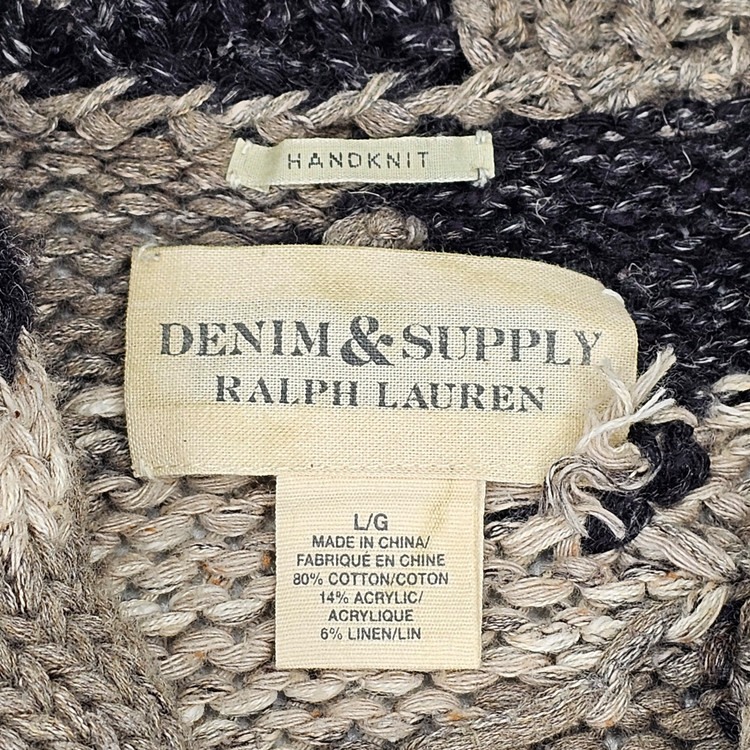 HANDKNIT
DENIM & SUPPLY
RALPH LAUREN
L/G
MADE IN CHINA/
FABRIQUÉ EN CHINE
80% COTTON/COTON
14% ACRYLIC/
ACRYLIQUE
6% LINEN/LIN